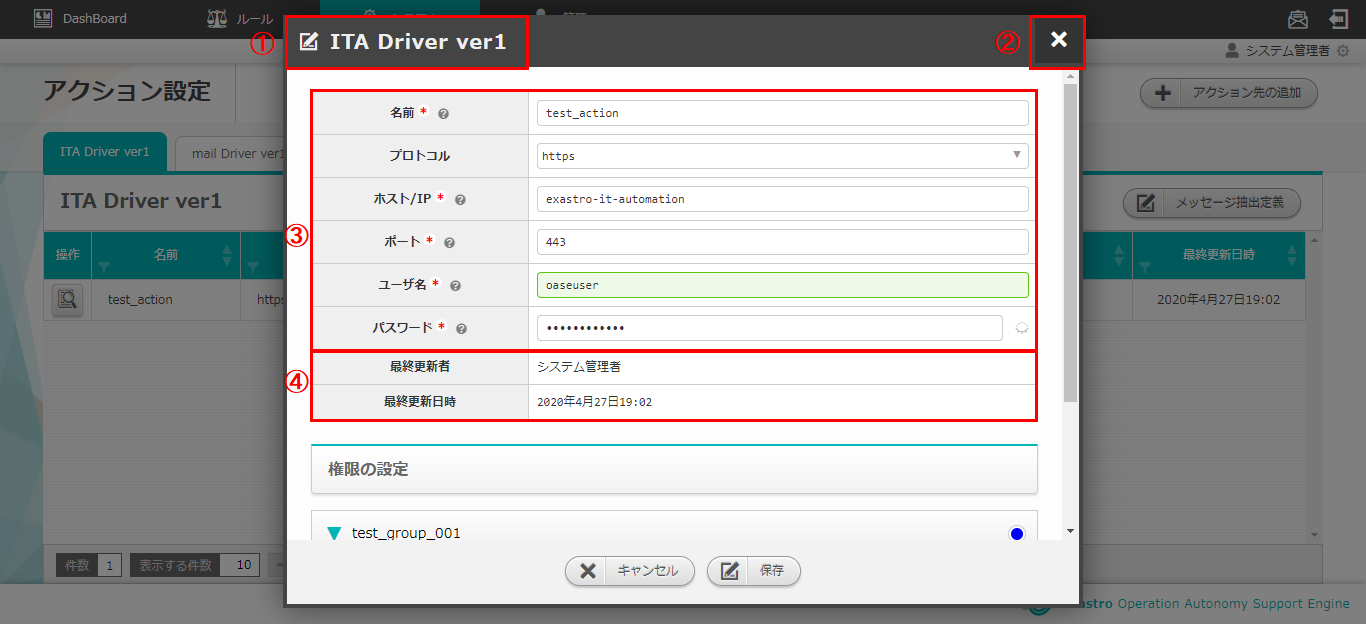 DashBoard ルール
システム管理者
アクション設定
アクション先の追加
ITA Driver ver1 mail Driver ver1
ITA Driver ver1
メッセージ抽出定義
操作 名前 最終更新日時
test_action https 2020年4月27日19:02
件数 1 表示する件数 10
① ITA Driver ver1 ② ×
③
名前 * ? test_action
プロトコル https ▼
ホスト/IP * ? exastro-it-automation
ポート * ? 443
ユーザ名 * ? oaseuser
パスワード * ? ••••••••••••
④
最終更新者 システム管理者
最終更新日時 2020年4月27日19:02
権限の設定
▼ test_group_001
キャンセル 保存
stro Operation Autonomy Support Engine